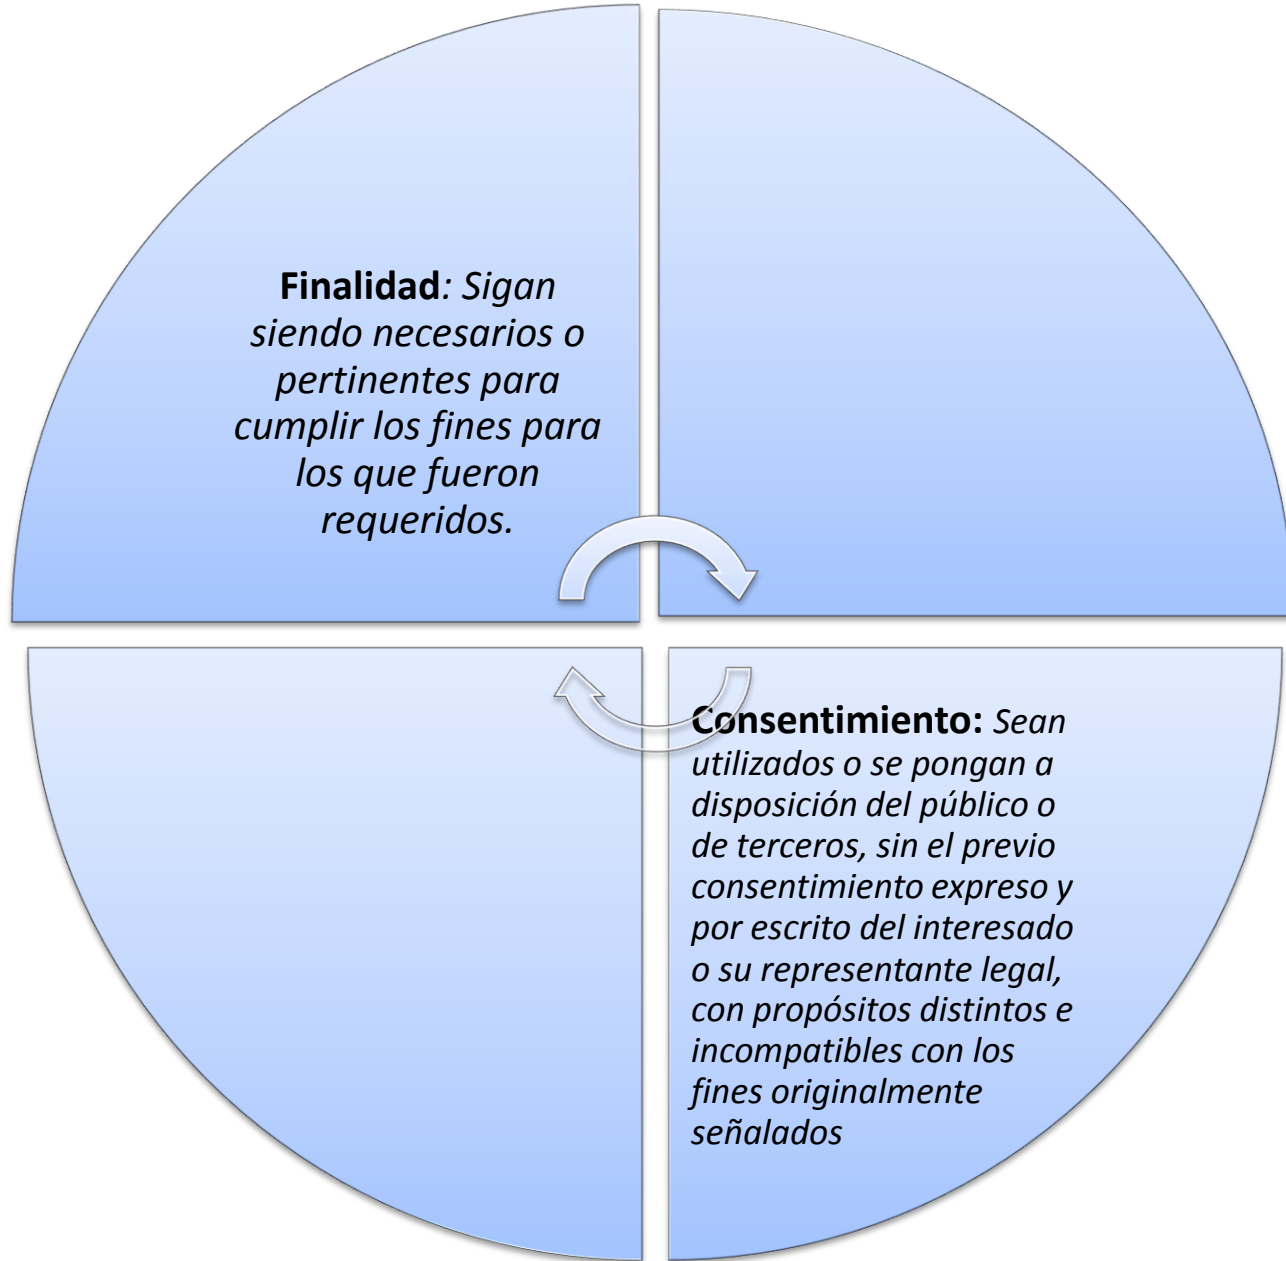 Finalidad: Sigan
siendo necesarios o
pertinentes para
cumplir los fines para
los que fueron
requeridos.
Consentimiento: Sean
utilizados o se pongan a
disposición del público o
de terceros, sin el previo
consentimiento expreso y
por escrito del interesado
o su representante legal,
con propósitos distintos e
incompatibles con los
fines originalmente
señalados